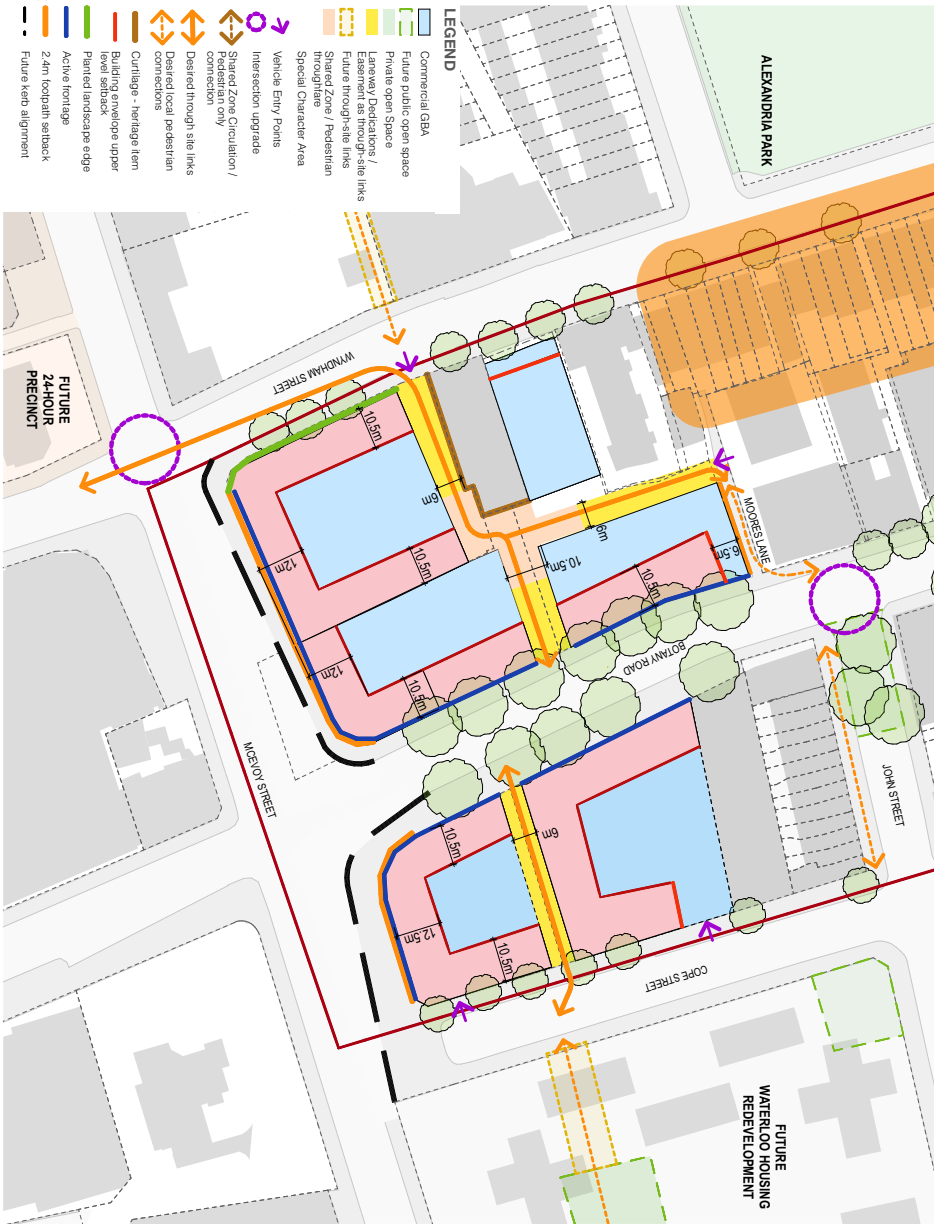 LEGEND
Commercial GBA
Future public open space
Private open Space
Laneway Dedications /
Easement as through-site links
Future through-site links
Shared Zone / Pedestrian
throughfare
Special Character Area
Vehicle Entry Points
Intersection upgrade
Shared Zone Circulation /
Pedestrian only
connection
Desired through site links
Desired local pedestrian
connections
Curtilage - heritage item
Building envelope upper
level setback
Planted landscape edge
Active frontage
2.4m footpath setback
Future kerb alignment
ALEXANDRIA PARK
WYNDHAM STREET
FUTURE
24-HOUR
PRECINCT
10.5m
6m
12m
10.5m
12m
10.5m
10.5m
6m
10.5m
6.5m
MOORES LANE
BOTANY ROAD
MCEVOY STREET
JOHN STREET
10.5m
6m
12.5m
10.5m
COPE STREET
FUTURE
WATERLOO HOUSING
REDEVELOPMENT